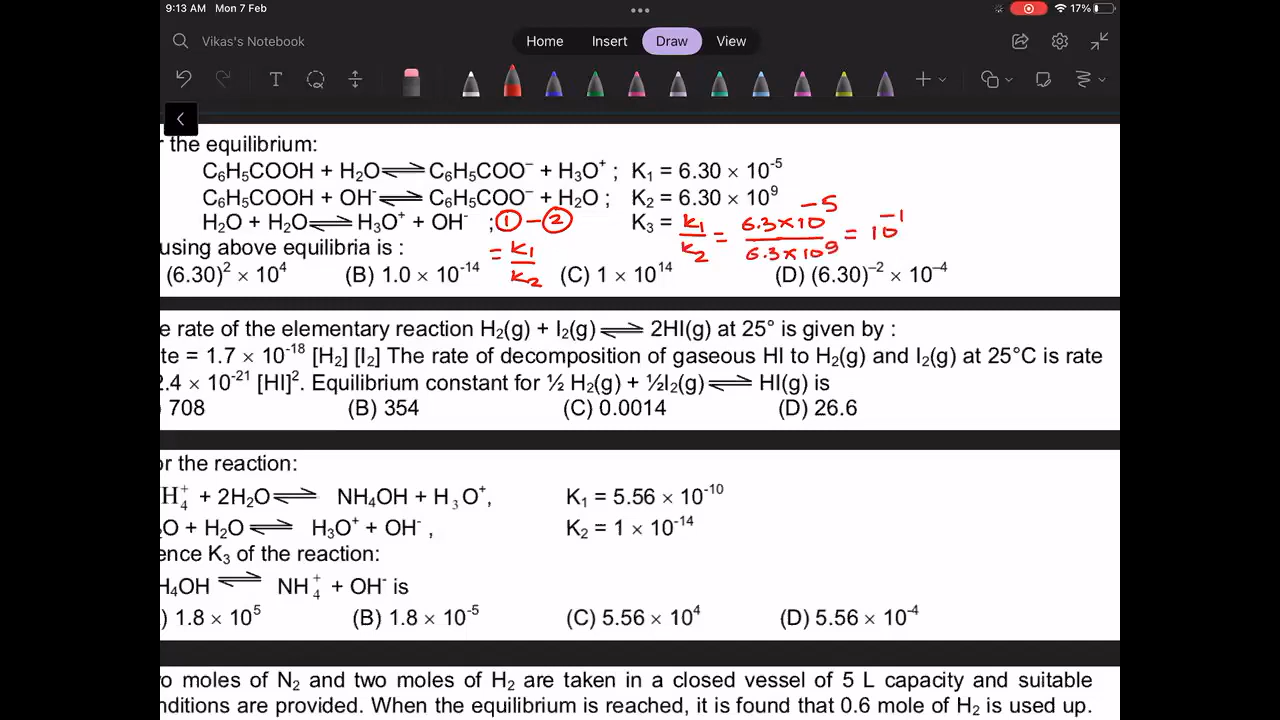 9:13 AM Mon 7 Feb
17%
Vikas's Notebook
Home Insert Draw View
r the equilibrium:
C₆H₅COOH + H₂O ⇌ C₆H₅COO⁻ + H₃O⁺ ; K₁ = 6.30 × 10⁻⁵
C₆H₅COOH + OH⁻ ⇌ C₆H₅COO⁻ + H₂O ; K₂ = 6.30 × 10⁹
H₂O + H₂O ⇌ H₃O⁺ + OH⁻ ; ① – ② K₃ = K₁/K₂ = 6.3 × 10⁻⁵ / 6.3 × 10⁹ = 10⁻¹
using above equilibria is : = K₁/K₂
(6.30)² × 10⁴ (B) 1.0 × 10⁻¹⁴ (C) 1 × 10¹⁴ (D) (6.30)⁻² × 10⁻⁴
e rate of the elementary reaction H₂(g) + I₂(g) ⇌ 2HI(g) at 25° is given by :
te = 1.7 × 10⁻¹⁸ [H₂] [I₂] The rate of decomposition of gaseous HI to H₂(g) and I₂(g) at 25°C is rate
2.4 × 10⁻²¹ [HI]². Equilibrium constant for ½ H₂(g) + ½I₂(g) ⇌ HI(g) is
) 708 (B) 354 (C) 0.0014 (D) 26.6
or the reaction:
H₄⁺ + 2H₂O ⇌ NH₄OH + H₃O⁺, K₁ = 5.56 × 10⁻¹⁰
₂O + H₂O ⇌ H₃O⁺ + OH⁻, K₂ = 1 × 10⁻¹⁴
ence K₃ of the reaction:
H₄OH ⇌ NH₄⁺ + OH⁻ is
) 1.8 × 10⁵ (B) 1.8 × 10⁻⁵ (C) 5.56 × 10⁴ (D) 5.56 × 10⁻⁴
o moles of N₂ and two moles of H₂ are taken in a closed vessel of 5 L capacity and suitable
nditions are provided. When the equilibrium is reached, it is found that 0.6 mole of H₂ is used up.